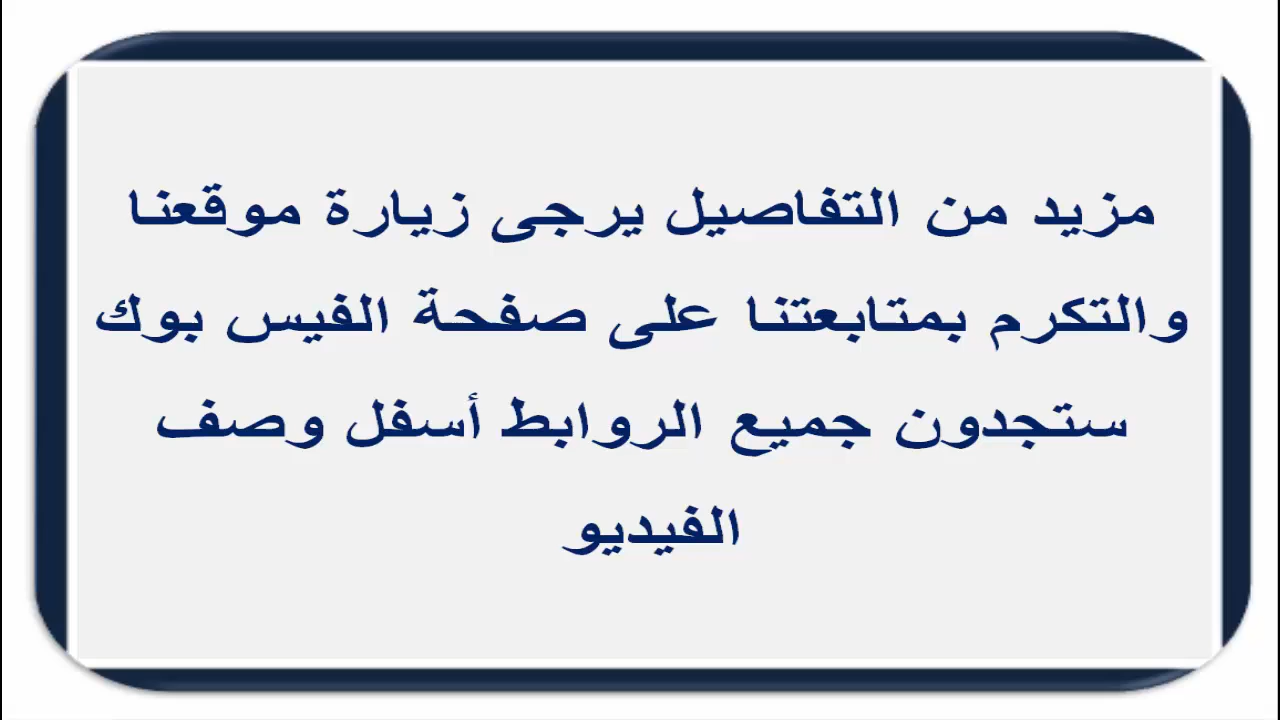 مزيد من التفاصيل يرجى زيارة موقعنا
والتكرم بمتابعتنا على صفحة الفيس بوك
ستجدون جميع الروابط أسفل وصف
الفيديو